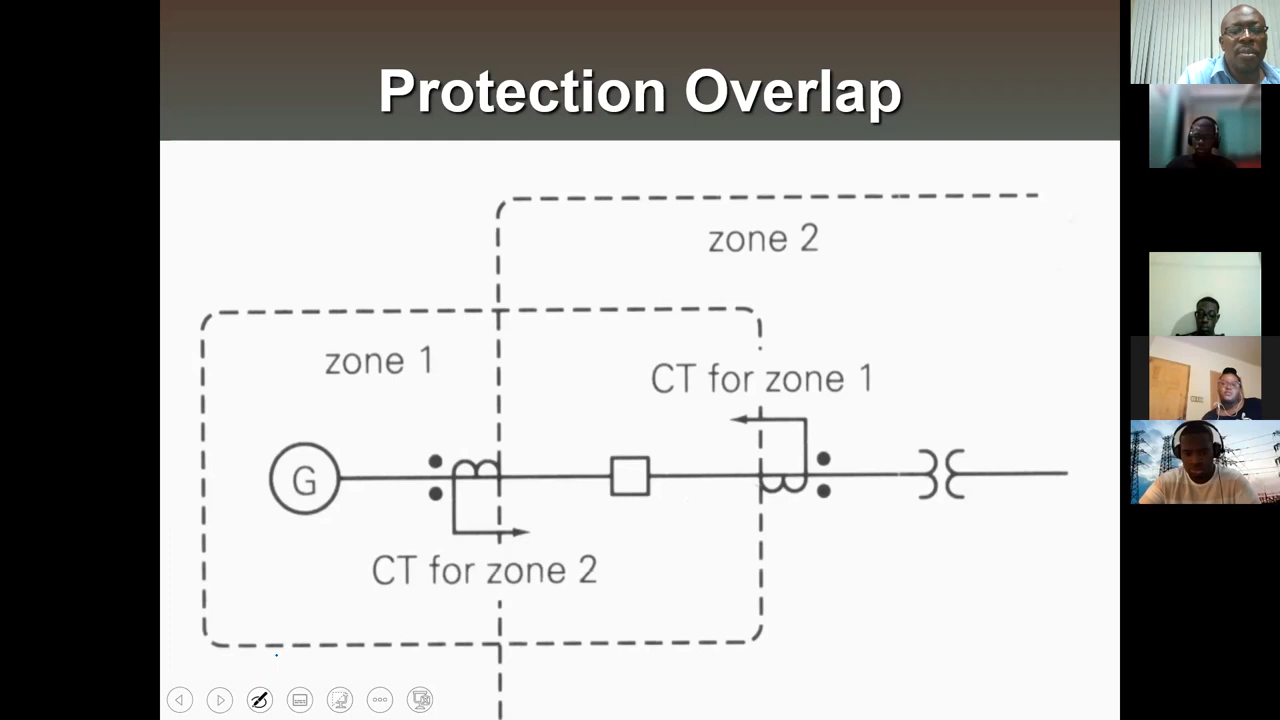 Protection Overlap
zone 2
zone 1
CT for zone 1
G
CT for zone 2